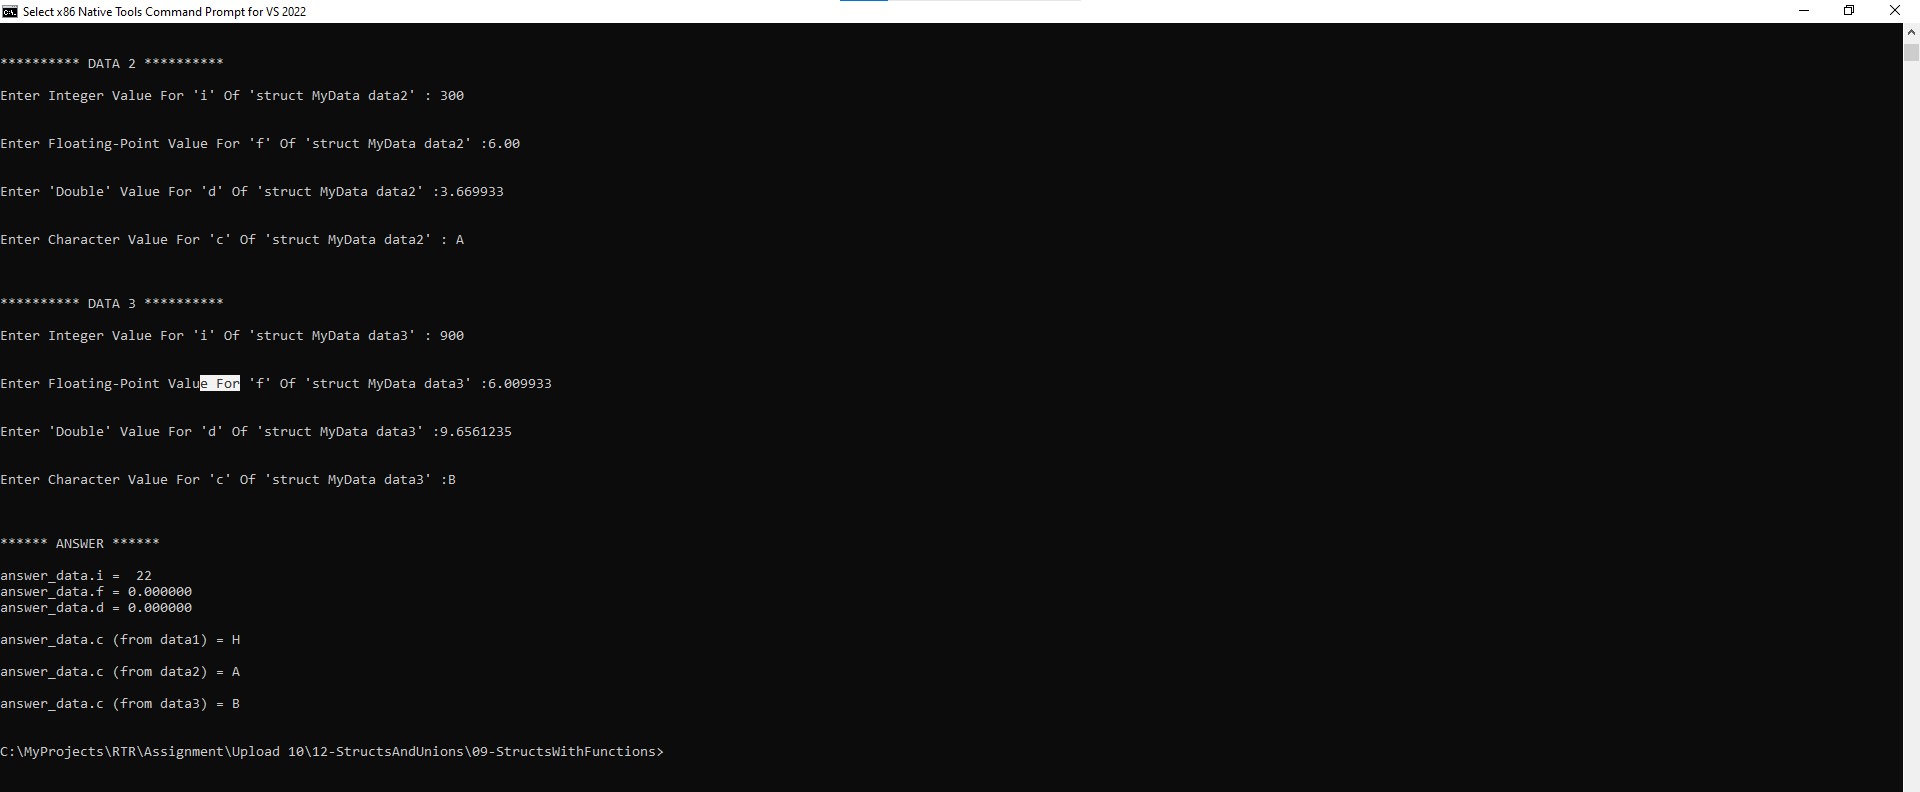 Select x86 Native Tools Command Prompt for VS 2022
********** DATA 2 **********
Enter Integer Value For 'i' Of 'struct MyData data2' : 300
Enter Floating-Point Value For 'f' Of 'struct MyData data2' :6.00
Enter 'Double' Value For 'd' Of 'struct MyData data2' :3.669933
Enter Character Value For 'c' Of 'struct MyData data2' : A
********** DATA 3 **********
Enter Integer Value For 'i' Of 'struct MyData data3' : 900
Enter Floating-Point Value For 'f' Of 'struct MyData data3' :6.009933
Enter 'Double' Value For 'd' Of 'struct MyData data3' :9.6561235
Enter Character Value For 'c' Of 'struct MyData data3' :B
****** ANSWER ******
answer_data.i =  22
answer_data.f = 0.000000
answer_data.d = 0.000000
answer_data.c (from data1) = H
answer_data.c (from data2) = A
answer_data.c (from data3) = B
C:\MyProjects\RTR\Assignment\Upload 10\12-StructsAndUnions\09-StructsWithFunctions>